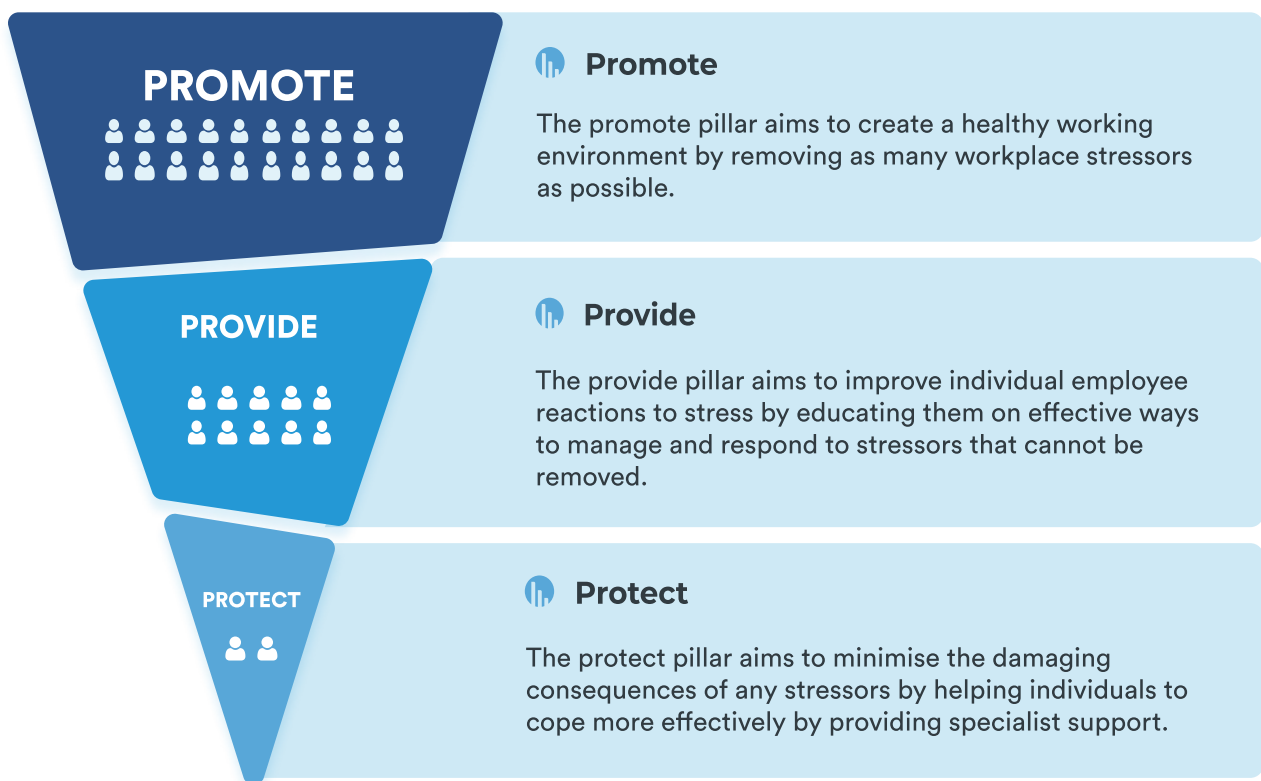 PROMOTE
Promote
The promote pillar aims to create a healthy working
environment by removing as many workplace stressors
as possible.
PROVIDE
Provide
The provide pillar aims to improve individual employee
reactions to stress by educating them on effective ways
to manage and respond to stressors that cannot be
removed.
PROTECT
Protect
The protect pillar aims to minimise the damaging
consequences of any stressors by helping individuals to
cope more effectively by providing specialist support.